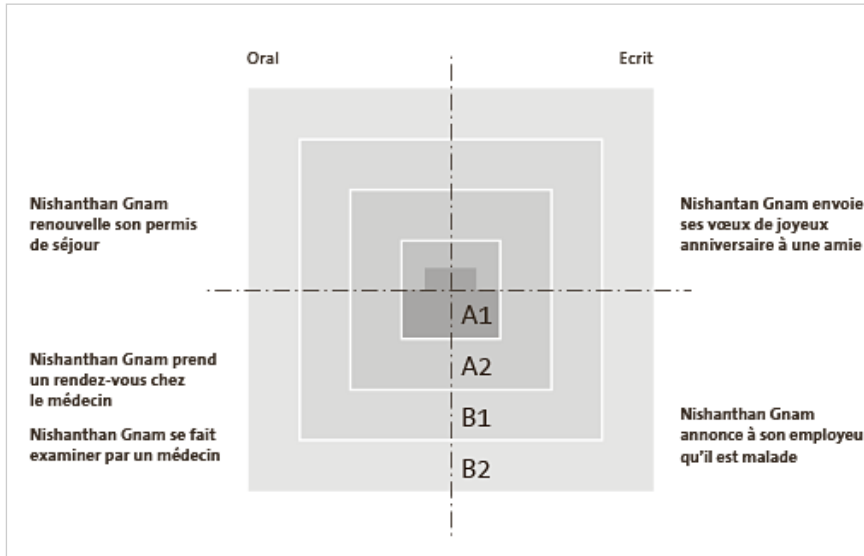 Oral
Ecrit
Nishanthan Gnam
renouvelle son permis
de séjour
Nishantan Gnam envoie
ses vœux de joyeux
anniversaire à une amie
A1
A2
B1
B2
Nishanthan Gnam prend
un rendez-vous chez
le médecin
Nishanthan Gnam se fait
examiner par un médecin
Nishanthan Gnam
annonce à son employeu
qu'il est malade